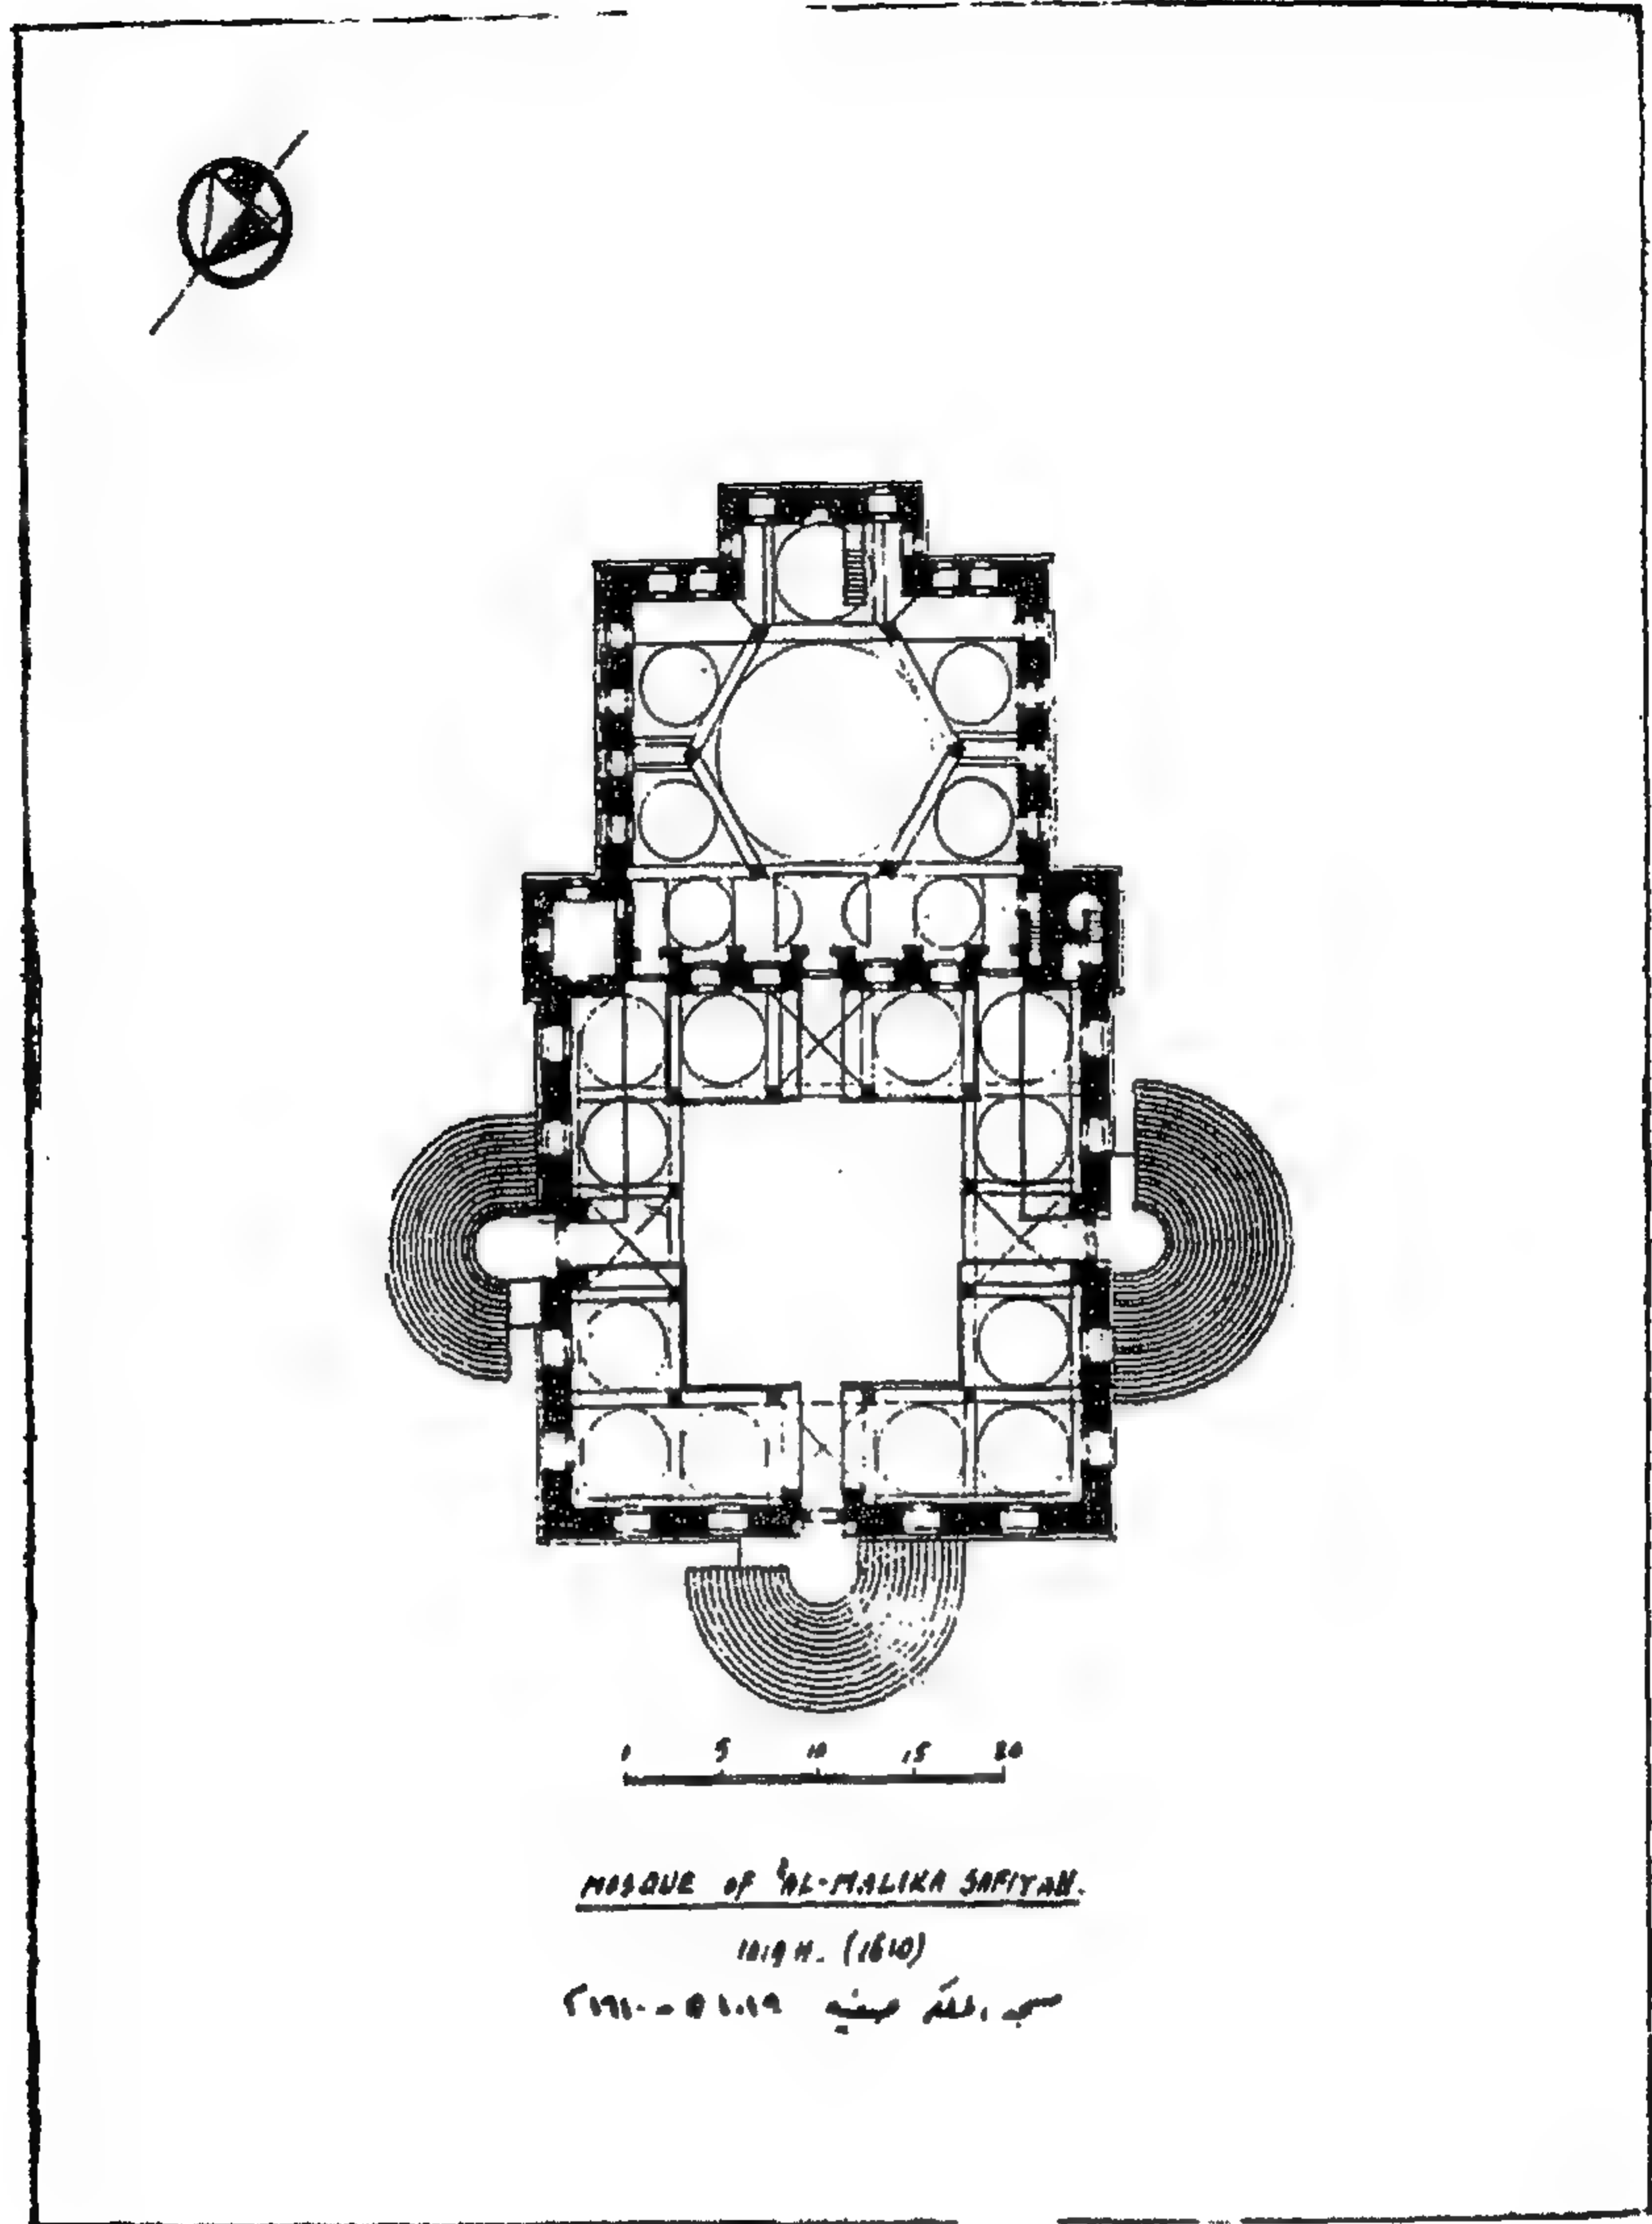 1 5 10 15 20
MOSQUE OF AL-MALIKA SAFIYAH.
1019 H. (1610)
مسجد الملكة صفية ١٠١٩ هـ - ١٦١٠ م